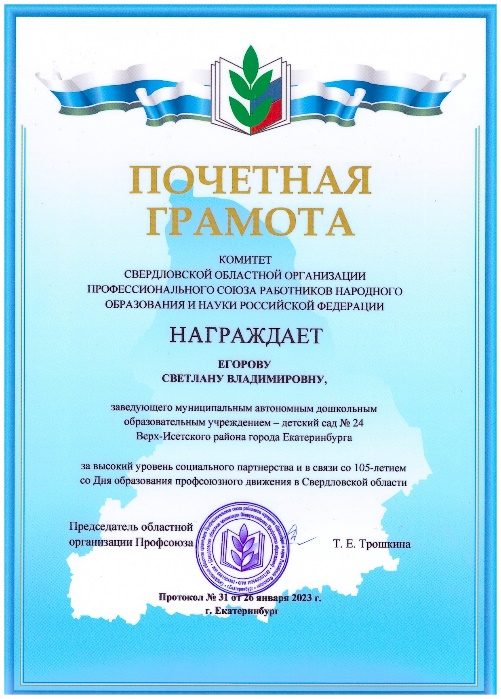 ПОЧЕТНАЯ
ГРАМОТА
КОМИТЕТ
СВЕРДЛОВСКОЙ ОБЛАСТНОЙ ОРГАНИЗАЦИИ
ПРОФЕССИОНАЛЬНОГО СОЮЗА РАБОТНИКОВ НАРОДНОГО
ОБРАЗОВАНИЯ И НАУКИ РОССИЙСКОЙ ФЕДЕРАЦИИ
НАГРАЖДАЕТ
ЕГОРОВУ
СВЕТЛАНУ ВЛАДИМИРОВНУ,
заведующего муниципальным автономным дошкольным
образовательным учреждением – детский сад № 24
Верх-Исетского района города Екатеринбурга
за высокий уровень социального партнерства и в связи со 105-летием
со Дня образования профсоюзного движения в Свердловской области
Председатель областной
организации Профсоюза
Т. Е. Трошкина
Протокол № 31 от 26 января 2023 г.
г. Екатеринбург